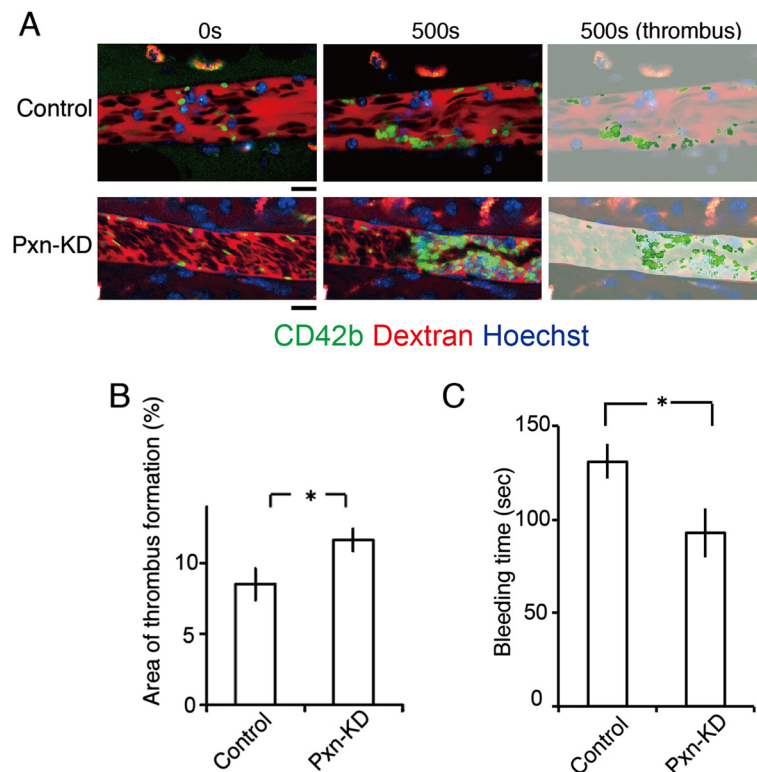 A
0s 500s 500s (thrombus)
Control
Pxn-KD
CD42b Dextran Hoechst
B
Area of thrombus formation (%)
10
5
0
*
Control Pxn-KD
C
Bleeding time (sec)
150
100
50
0
*
Control Pxn-KD